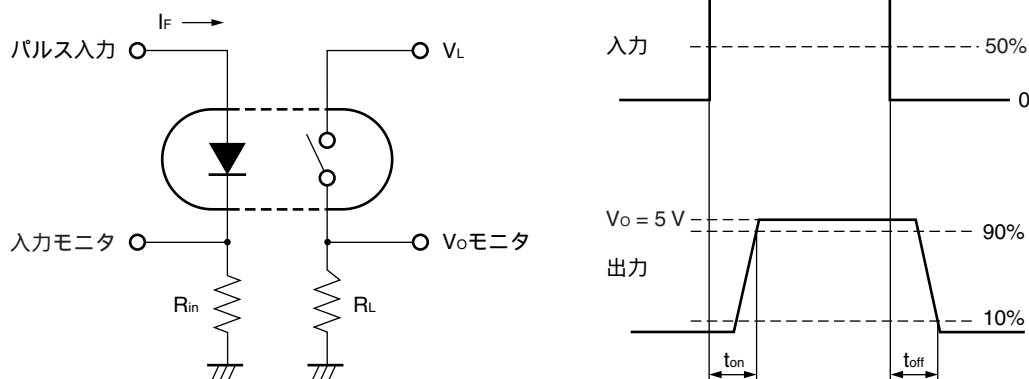 IF
パルス入力
VL
入力モニタ
VOモニタ
Rin
RL
入力
50%
0
VO = 5 V
90%
出力
10%
ton
toff